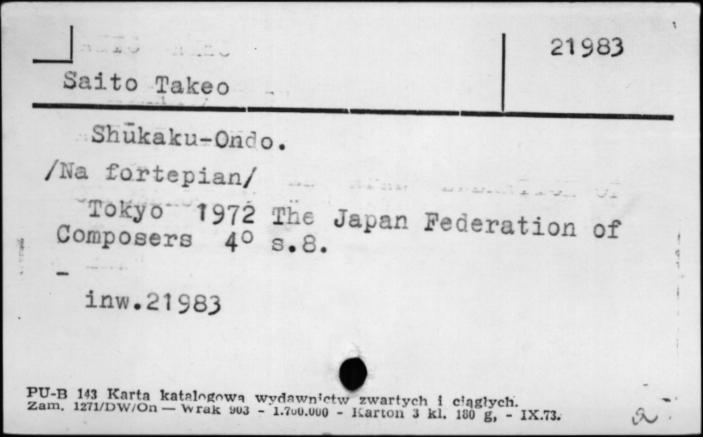 21983
Saito Takeo
Shūkaku-Ondo.
/Na fortepian/
Tokyo 1972 The Japan Federation of
Composers 4º s.8.
inw.21983
PU-B 143 Karta katalogowa wydawnictw zwartych i ciągłych.
Zam. 1271/DW/On — Wrak 903 - 1.700.000 - Karton 3 kl. 180 g, - IX.73.